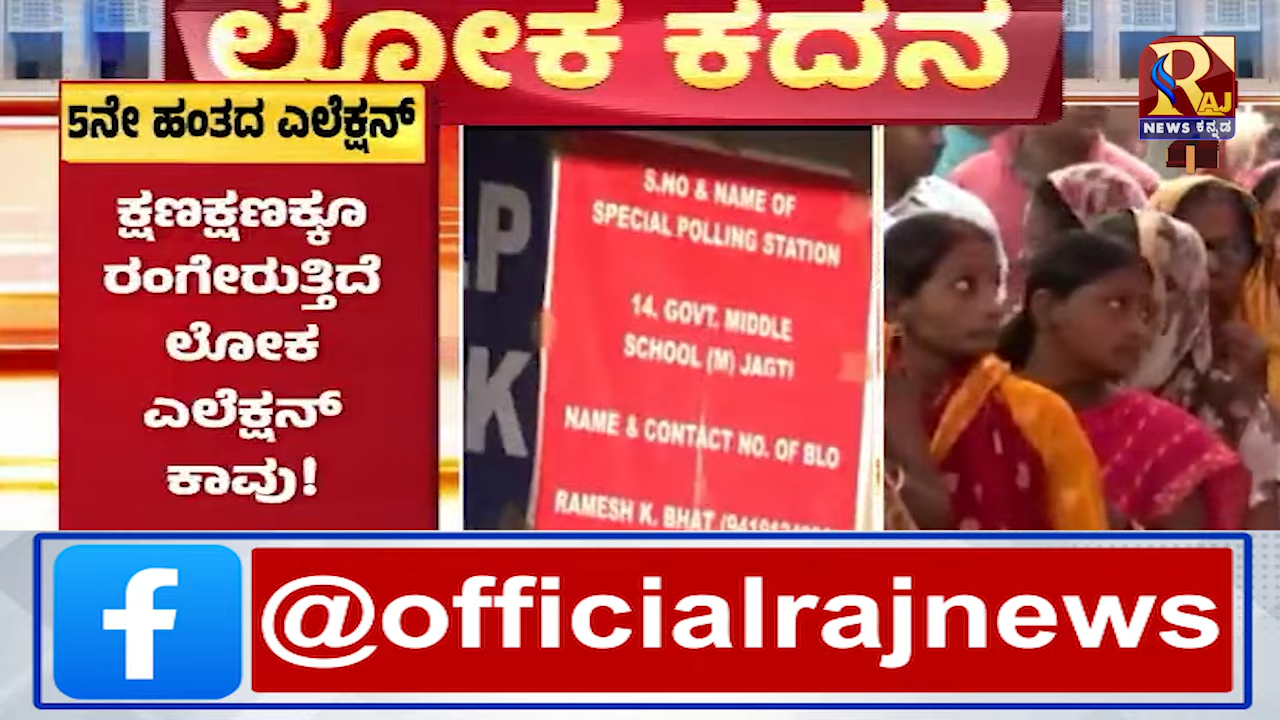 ಲೋಕ ಕದನ
RAJ
NEWS ಕನ್ನಡ
5ನೇ ಹಂತದ ಎಲೆಕ್ಷನ್
ಕ್ಷಣಕ್ಷಣಕ್ಕೂ
ರಂಗೇರುತ್ತಿದೆ
ಲೋಕ
ಎಲೆಕ್ಷನ್
ಕಾವು!
S.NO & NAME OF
SPECIAL POLLING STATION
14. GOVT. MIDDLE
SCHOOL (M) JAGTI
NAME & CONTACT NO. OF BLO
RAMESH K. BHAT
@officialrajnews